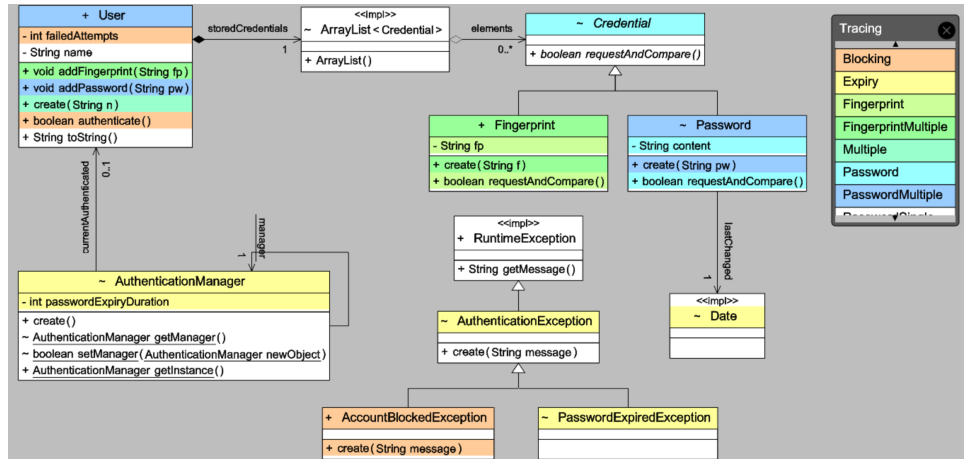 + User
- int failedAttempts
- String name
+ void addFingerprint(String fp)
+ void addPassword(String pw)
+ create(String n)
+ boolean authenticate()
+ String toString()
storedCredentials
1
<<impl>>
~ ArrayList<Credential>
+ ArrayList()
elements
0..*
~ Credential
+ boolean requestAndCompare()
+ Fingerprint
- String fp
+ create(String f)
+ boolean requestAndCompare()
~ Password
- String content
+ create(String pw)
+ boolean requestAndCompare()
Tracing
Blocking
Expiry
Fingerprint
FingerprintMultiple
Multiple
Password
PasswordMultiple
currentAuthenticated
0..1
manager
1
~ AuthenticationManager
- int passwordExpiryDuration
+ create()
~ AuthenticationManager getManager()
~ boolean setManager(AuthenticationManager newObject)
+ AuthenticationManager getInstance()
<<impl>>
+ RuntimeException
+ String getMessage()
~ AuthenticationException
+ create(String message)
lastChanged
1
<<impl>>
~ Date
+ AccountBlockedException
+ create(String message)
~ PasswordExpiredException